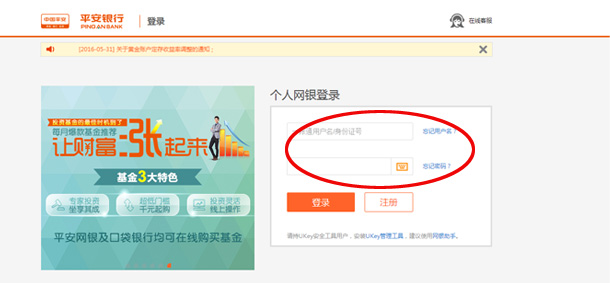 中国平安
平安银行
PING AN BANK
登录
在线客服
[2016-05-31] 关于黄金账户定存收益率调整的通知；
投资基金的最佳时机到了
每月爆款基金推荐
让财富涨起来
基金3大特色
专家投资
坐享其成
超低门槛
千元起购
投资灵活
线上操作
平安网银及口袋银行均可在线购买基金
个人网银登录
通用户名/身份证号
忘记用户名？
忘记密码？
登录
注册
请持UKey安全工具用户，安装UKey管理工具，建议使用网银助手。